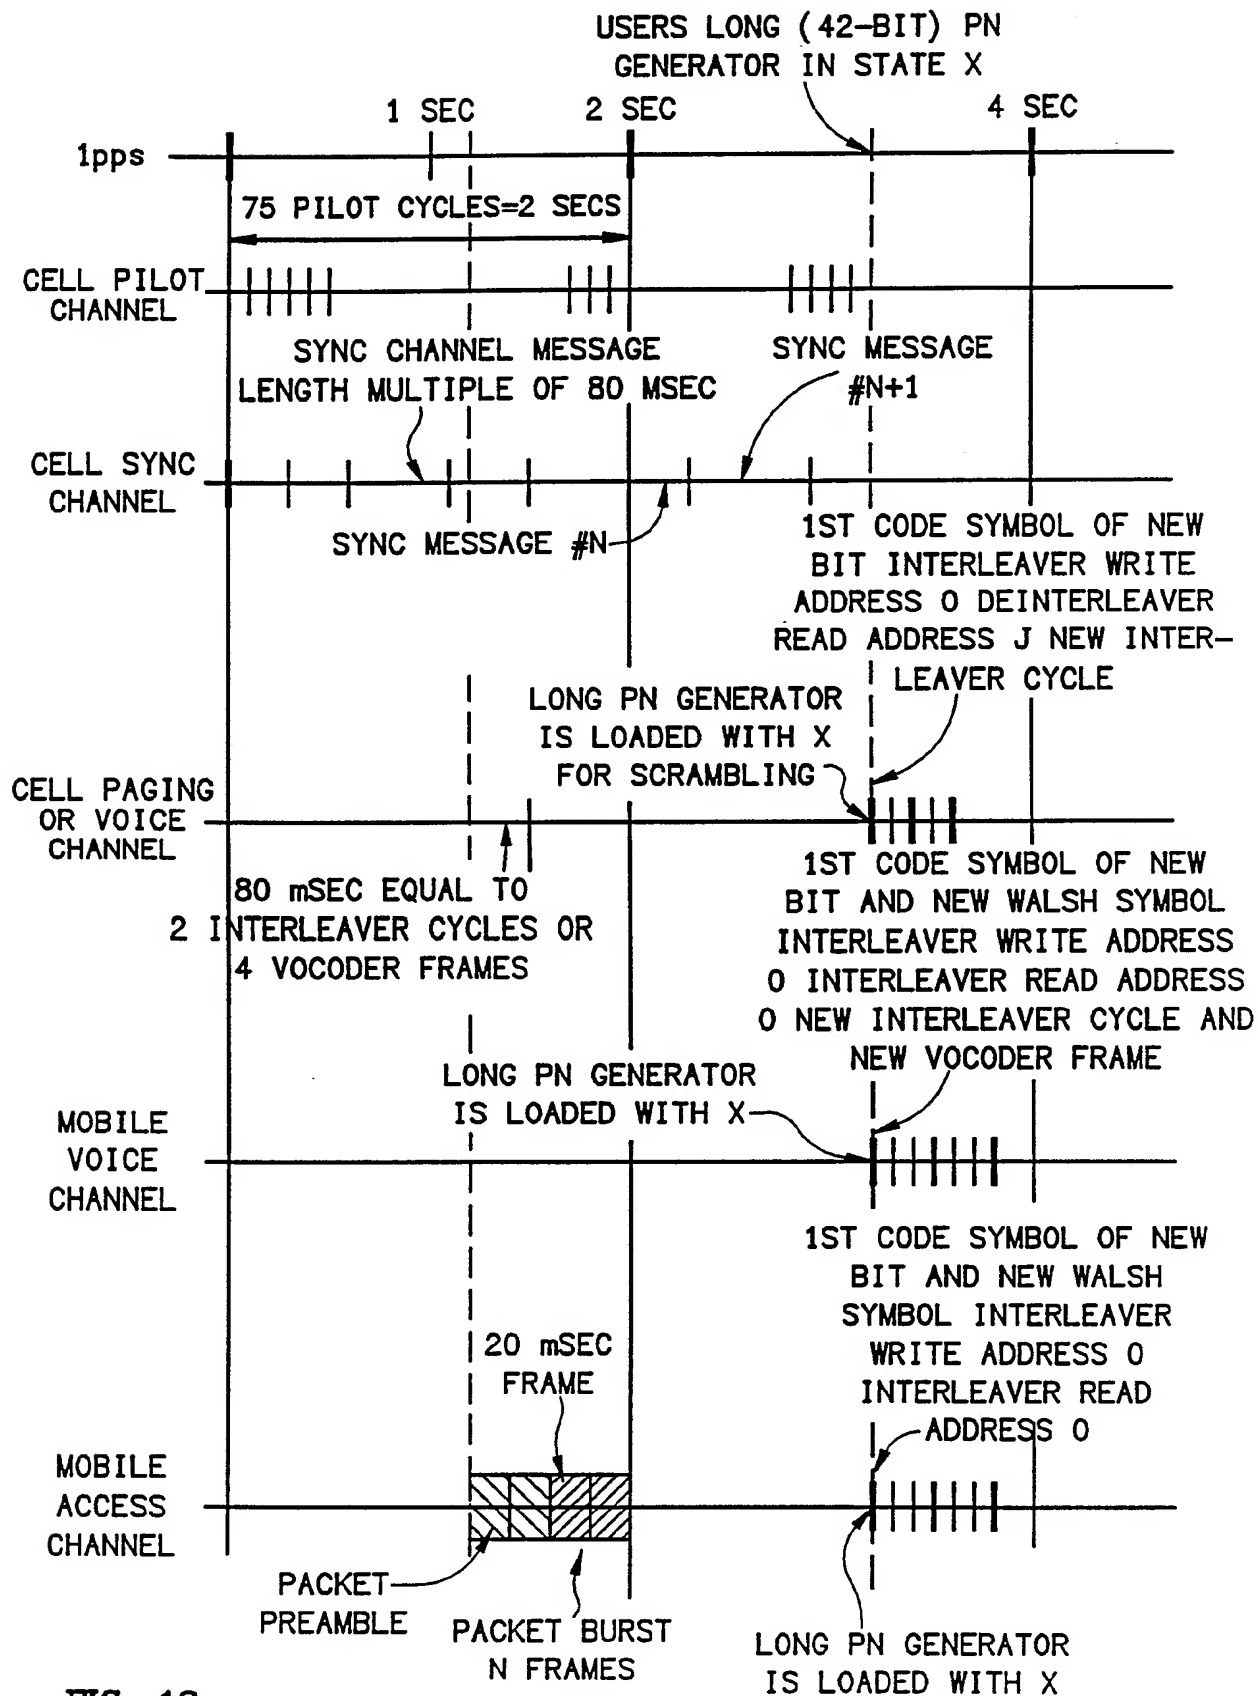 USERS LONG (42-BIT) PN
GENERATOR IN STATE X
1 SEC
2 SEC
4 SEC
1pps
75 PILOT CYCLES=2 SECS
CELL PILOT
CHANNEL
SYNC CHANNEL MESSAGE
LENGTH MULTIPLE OF 80 MSEC
SYNC MESSAGE
#N+1
CELL SYNC
CHANNEL
SYNC MESSAGE #N
1ST CODE SYMBOL OF NEW
BIT INTERLEAVER WRITE
ADDRESS 0 DEINTERLEAVER
READ ADDRESS J NEW INTER-
LEAVER CYCLE
LONG PN GENERATOR
IS LOADED WITH X
FOR SCRAMBLING
CELL PAGING
OR VOICE
CHANNEL
80 mSEC EQUAL TO
2 INTERLEAVER CYCLES OR
4 VOCODER FRAMES
1ST CODE SYMBOL OF NEW
BIT AND NEW WALSH SYMBOL
INTERLEAVER WRITE ADDRESS
0 INTERLEAVER READ ADDRESS
0 NEW INTERLEAVER CYCLE AND
NEW VOCODER FRAME
LONG PN GENERATOR
IS LOADED WITH X
MOBILE
VOICE
CHANNEL
1ST CODE SYMBOL OF NEW
BIT AND NEW WALSH
SYMBOL INTERLEAVER
WRITE ADDRESS 0
INTERLEAVER READ
ADDRESS 0
20 mSEC
FRAME
MOBILE
ACCESS
CHANNEL
PACKET
PREAMBLE
PACKET BURST
N FRAMES
LONG PN GENERATOR
IS LOADED WITH X